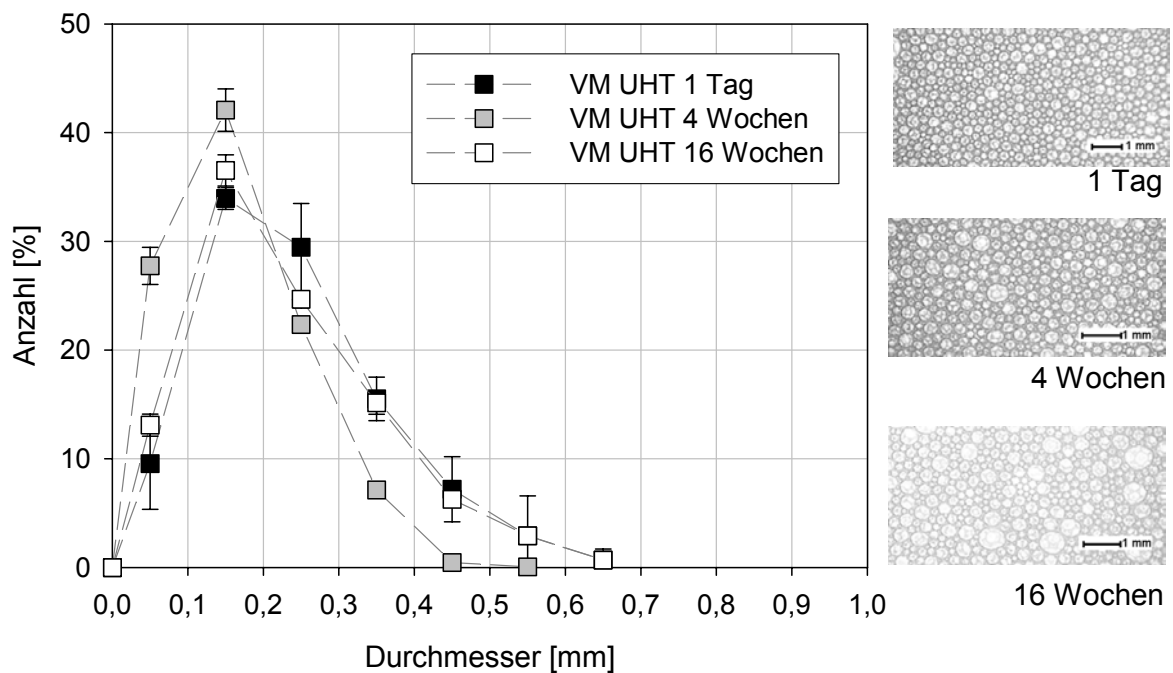 50
40
30
20
10
0
Anzahl [%]
VM UHT 1 Tag
VM UHT 4 Wochen
VM UHT 16 Wochen
0,0 0,1 0,2 0,3 0,4 0,5 0,6 0,7 0,8 0,9 1,0
Durchmesser [mm]
1 mm
1 Tag
1 mm
4 Wochen
1 mm
16 Wochen